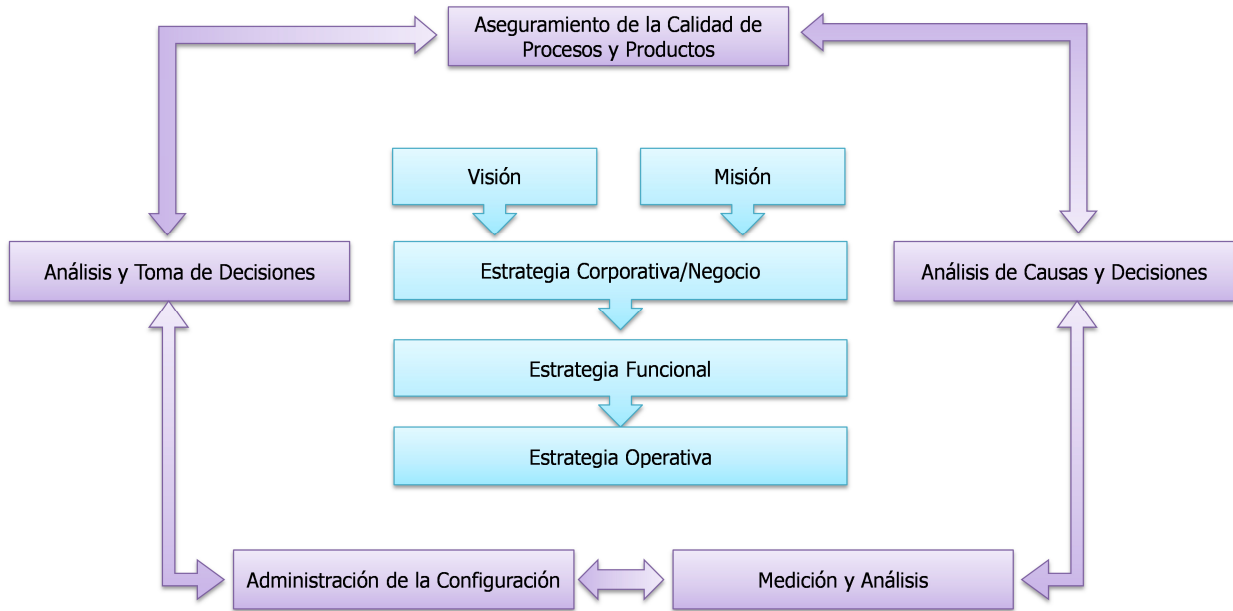 Aseguramiento de la Calidad de
Procesos y Productos
Visión
Misión
Análisis y Toma de Decisiones
Estrategia Corporativa/Negocio
Análisis de Causas y Decisiones
Estrategia Funcional
Estrategia Operativa
Administración de la Configuración
Medición y Análisis